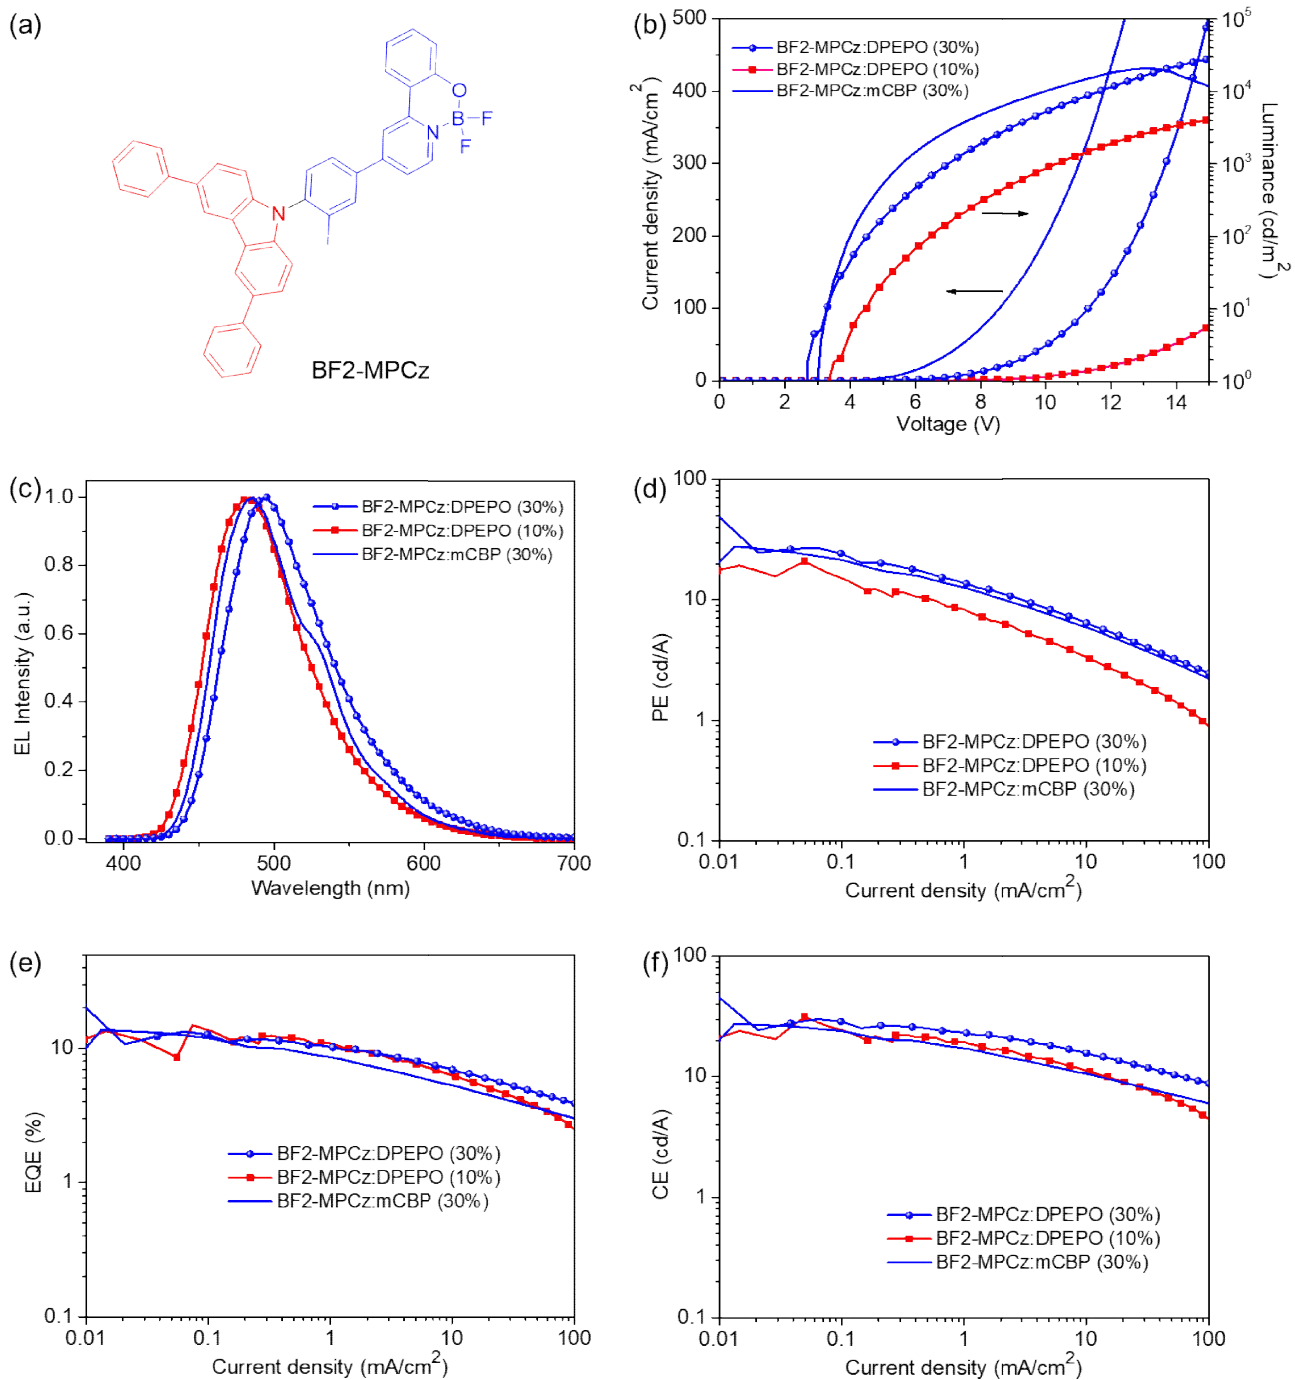 (a)
O
B
F
F
N
N
BF2-MPCz
(b)
500
400
300
200
100
0
Current density (mA/cm²)
BF2-MPCz:DPEPO (30%)
BF2-MPCz:DPEPO (10%)
BF2-MPCz:mCBP (30%)
10⁵
10⁴
10³
10²
10¹
10⁰
Luminance (cd/m²)
0 2 4 6 8 10 12 14
Voltage (V)
(c)
1.0
0.8
0.6
0.4
0.2
0.0
EL Intensity (a.u.)
BF2-MPCz:DPEPO (30%)
BF2-MPCz:DPEPO (10%)
BF2-MPCz:mCBP (30%)
400 500 600 700
Wavelength (nm)
(d)
100
10
1
0.1
PE (cd/A)
BF2-MPCz:DPEPO (30%)
BF2-MPCz:DPEPO (10%)
BF2-MPCz:mCBP (30%)
0.01 0.1 1 10 100
Current density (mA/cm²)
(e)
10
1
0.1
EQE (%)
BF2-MPCz:DPEPO (30%)
BF2-MPCz:DPEPO (10%)
BF2-MPCz:mCBP (30%)
0.01 0.1 1 10 100
Current density (mA/cm²)
(f)
100
10
1
0.1
CE (cd/A)
BF2-MPCz:DPEPO (30%)
BF2-MPCz:DPEPO (10%)
BF2-MPCz:mCBP (30%)
0.01 0.1 1 10 100
Current density (mA/cm²)